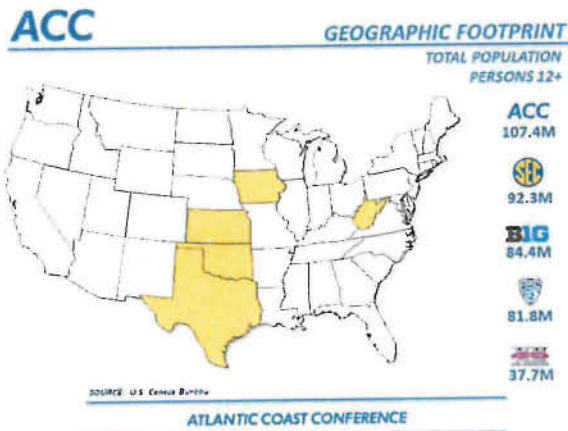 ACC
GEOGRAPHIC FOOTPRINT
TOTAL POPULATION
PERSONS 12+
ACC
107.4M
SEC
92.3M
B1G
84.4M
81.8M
37.7M
SOURCE: U.S. Census Bureau
ATLANTIC COAST CONFERENCE